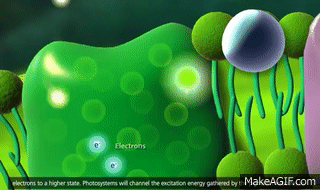 Electrons
e⁻
e⁻
electrons to a higher state. Photosystems will channel the excitation energy gathered by
MakeAGIF.com